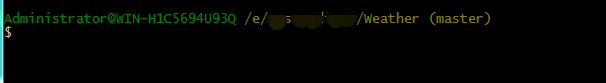 Administrator@WIN-H1C5694U93Q /e/ /Weather (master)
$